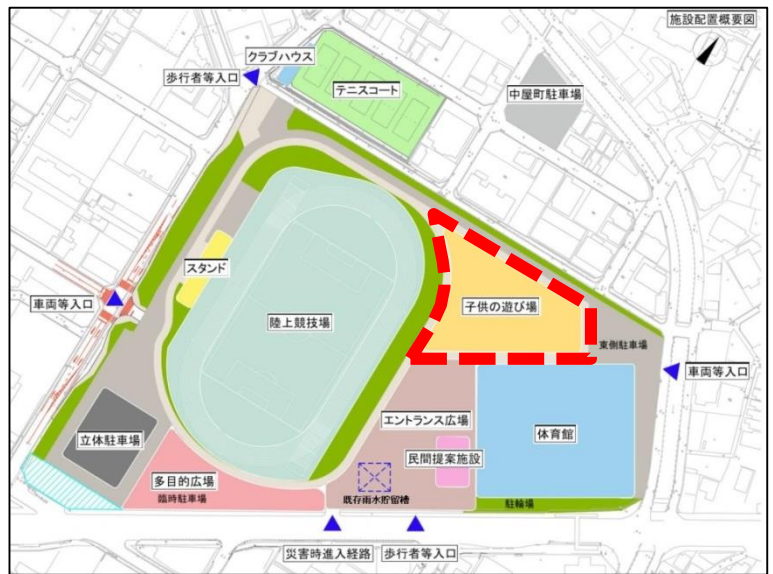 施設配置概要図
クラブハウス
歩行者等入口
テニスコート
中屋町駐車場
スタンド
子供の遊び場
車両等入口
陸上競技場
東側駐車場
車両等入口
エントランス広場
体育館
立体駐車場
民間提案施設
多目的広場
臨時駐車場
既存雨水貯留槽
駐輪場
災害時進入経路
歩行者等入口